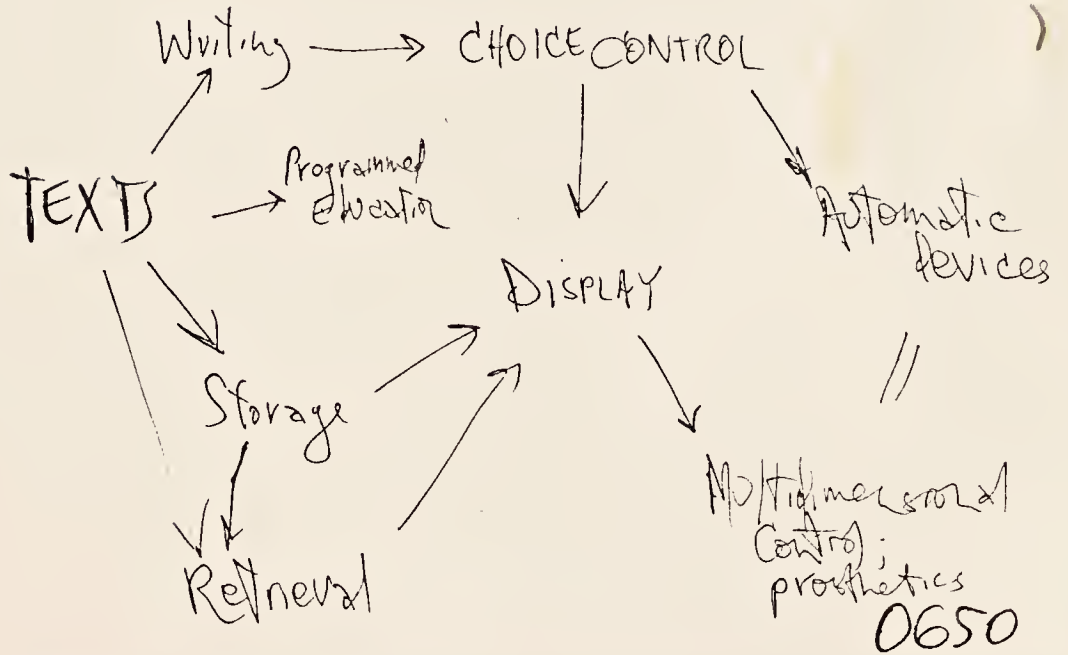 Writing CHOICE CONTROL
Programmed
TEXTS
Education
Automatic
devices
DISPLAY
Storage
Multidimensional
Control;
Retrieval
prosthetics
0650